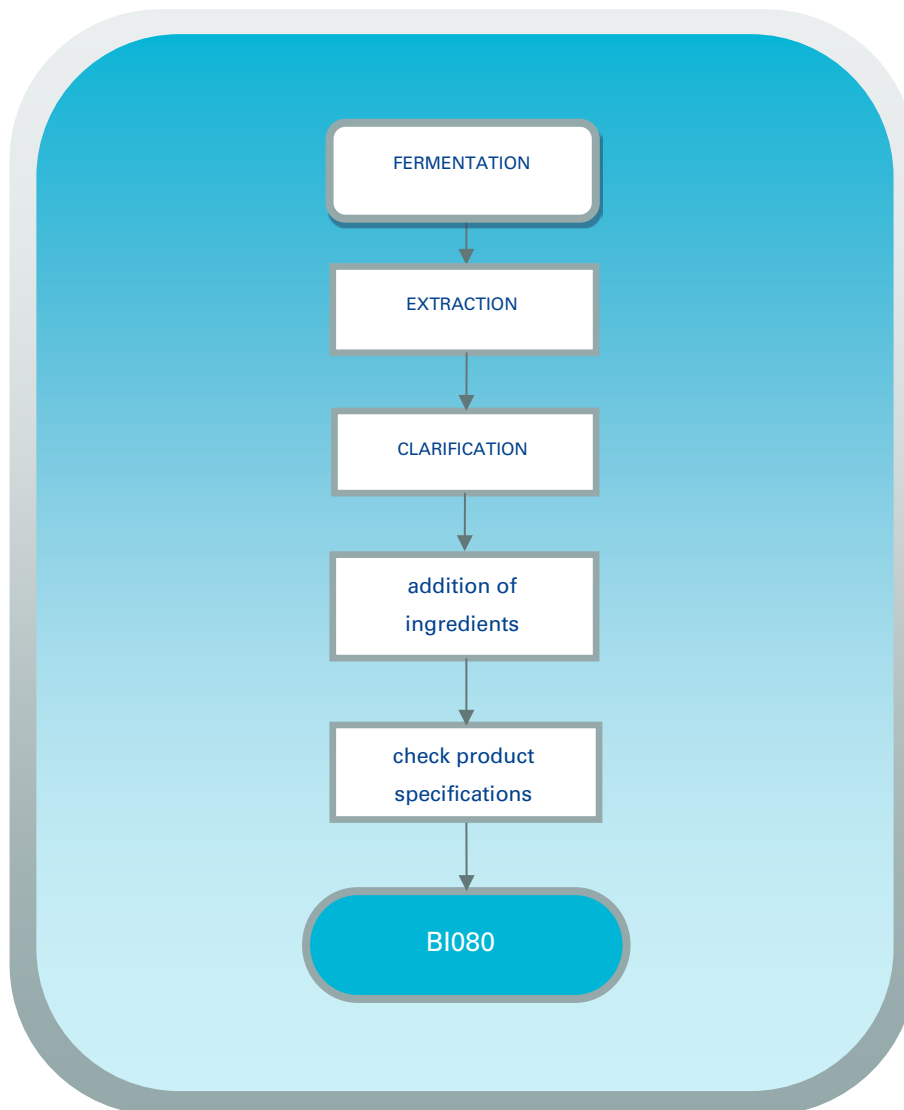 FERMENTATION
EXTRACTION
CLARIFICATION
addition of
ingredients
check product
specifications
BI080